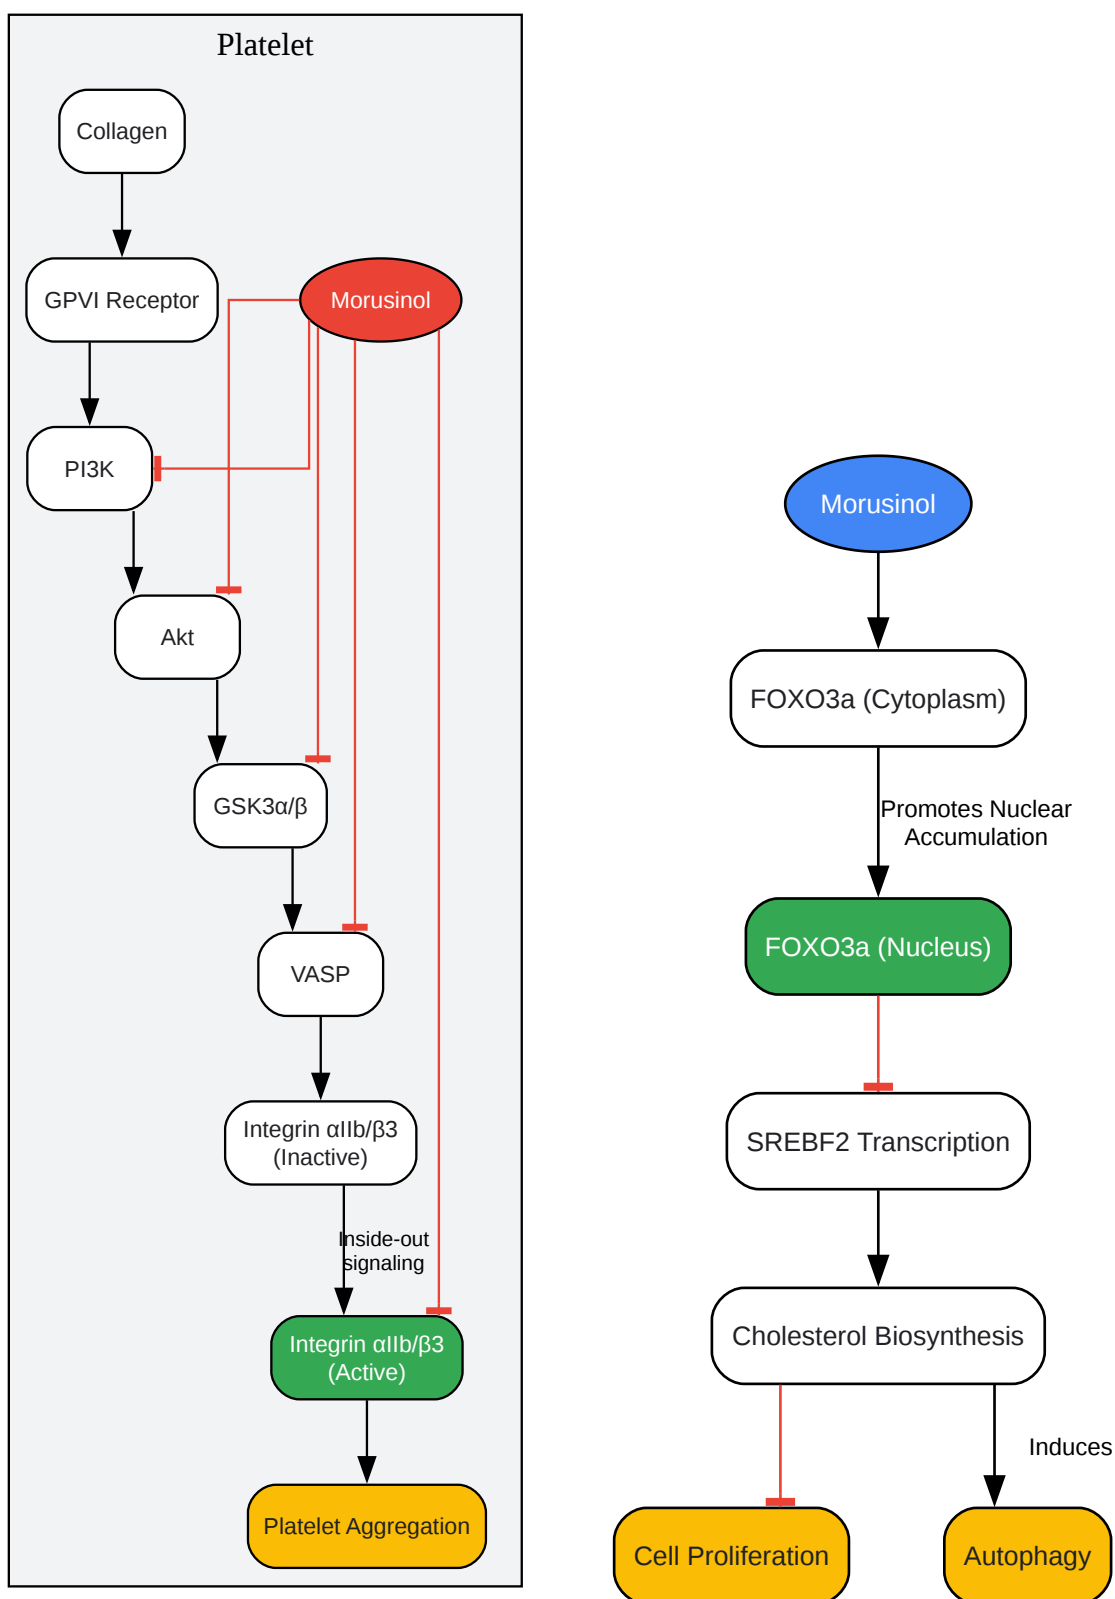 Platelet
Collagen
GPVI Receptor
Morusinol
PI3K
Akt
GSK3α/β
VASP
Integrin αIIb/β3
(Inactive)
Inside-out
signaling
Integrin αIIb/β3
(Active)
Platelet Aggregation
Morusinol
FOXO3a (Cytoplasm)
Promotes Nuclear
Accumulation
FOXO3a (Nucleus)
SREBF2 Transcription
Cholesterol Biosynthesis
Induces
Cell Proliferation
Autophagy